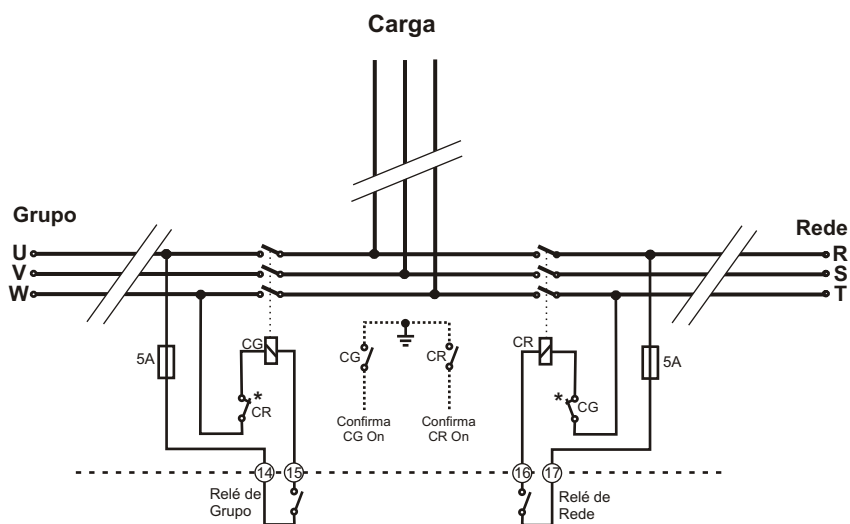 Carga
Grupo
Rede
U
R
V
S
W
T
5A
CG
CG
CR
CR
5A
* CR
* CG
Confirma
CG On
Confirma
CR On
14
15
16
17
Relé de
Grupo
Relé de
Rede